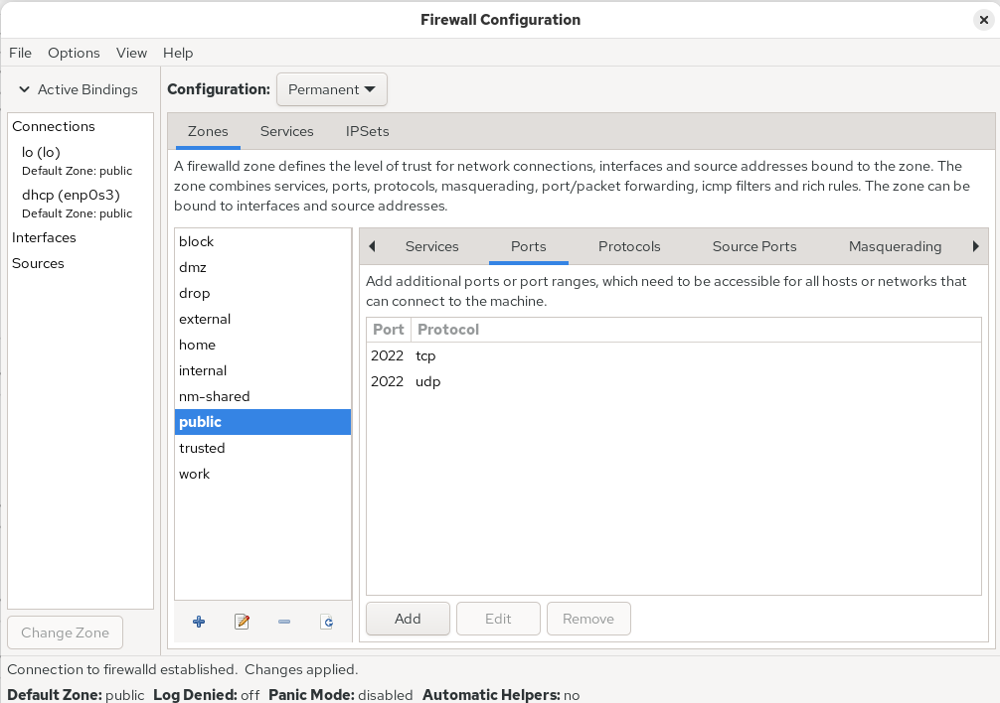 Firewall Configuration
File Options View Help
Active Bindings
Connections
lo (lo)
Default Zone: public
dhcp (enp0s3)
Default Zone: public
Interfaces
Sources
Change Zone
Configuration: Permanent
Zones Services IPSets
A firewalld zone defines the level of trust for network connections, interfaces and source addresses bound to the zone. The
zone combines services, ports, protocols, masquerading, port/packet forwarding, icmp filters and rich rules. The zone can be
bound to interfaces and source addresses.
block
dmz
drop
external
home
internal
nm-shared
public
trusted
work
Services Ports Protocols Source Ports Masquerading
Add additional ports or port ranges, which need to be accessible for all hosts or networks that
can connect to the machine.
Port Protocol
2022 tcp
2022 udp
Add Edit Remove
Connection to firewalld established. Changes applied.
Default Zone: public Log Denied: off Panic Mode: disabled Automatic Helpers: no